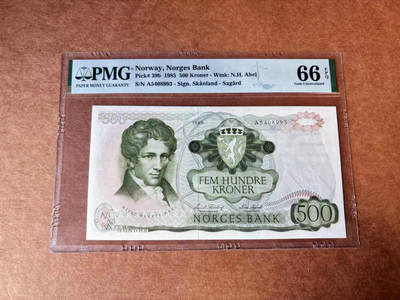 PMG
PAPER MONEY GUARANTY
Norway, Norges Bank
Pick# 39b 1985 500 Kroner - Wmk: N.H. Abel
S/N A5408993 - Sign. Skånland - Sagård
66 EPQ
Gem Uncirculated
1985
A5408993
FEM HUNDRE
KRONER
NORGES BANK
500